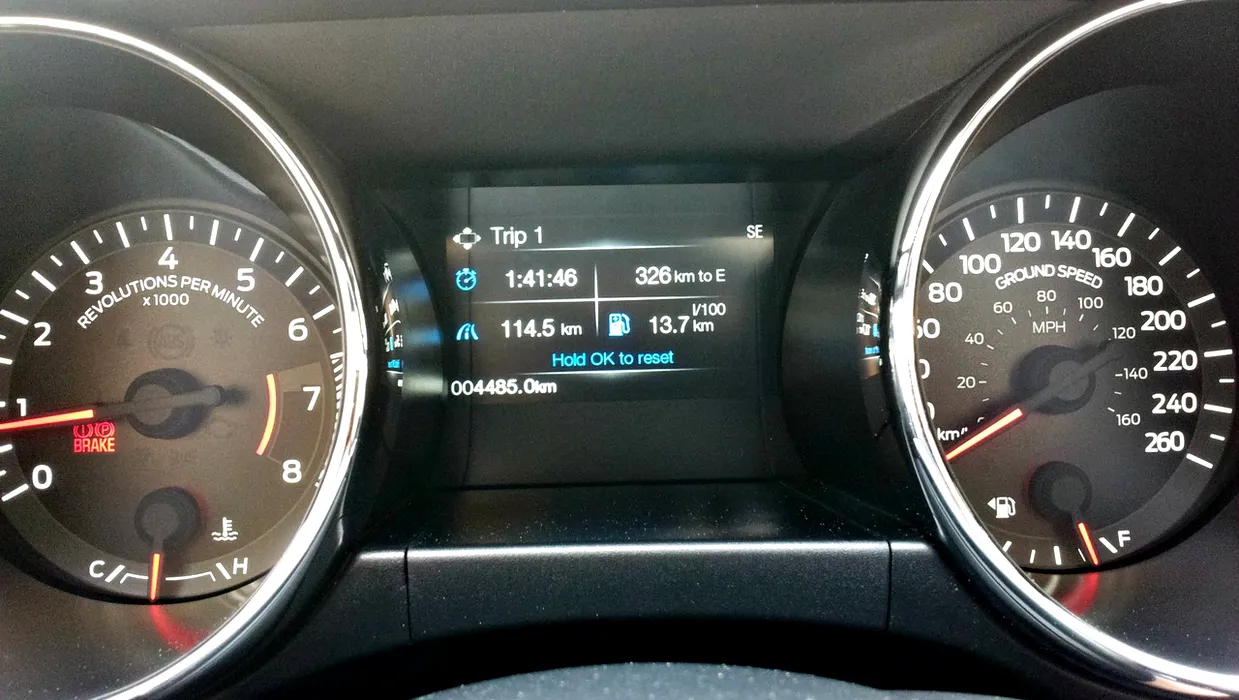 4
3
5
REVOLUTIONS PER MINUTE
x1000
2
6
1
7
BRAKE
0
8
C
H
Trip 1
SE
1:41:46
326 km to E
114.5 km
13.7 l/100 km
Hold OK to reset
004485.0km
120
140
100
160
GROUND SPEED
80
180
60
80
100
MPH
200
40
120
220
20
140
240
160
km/
260
F